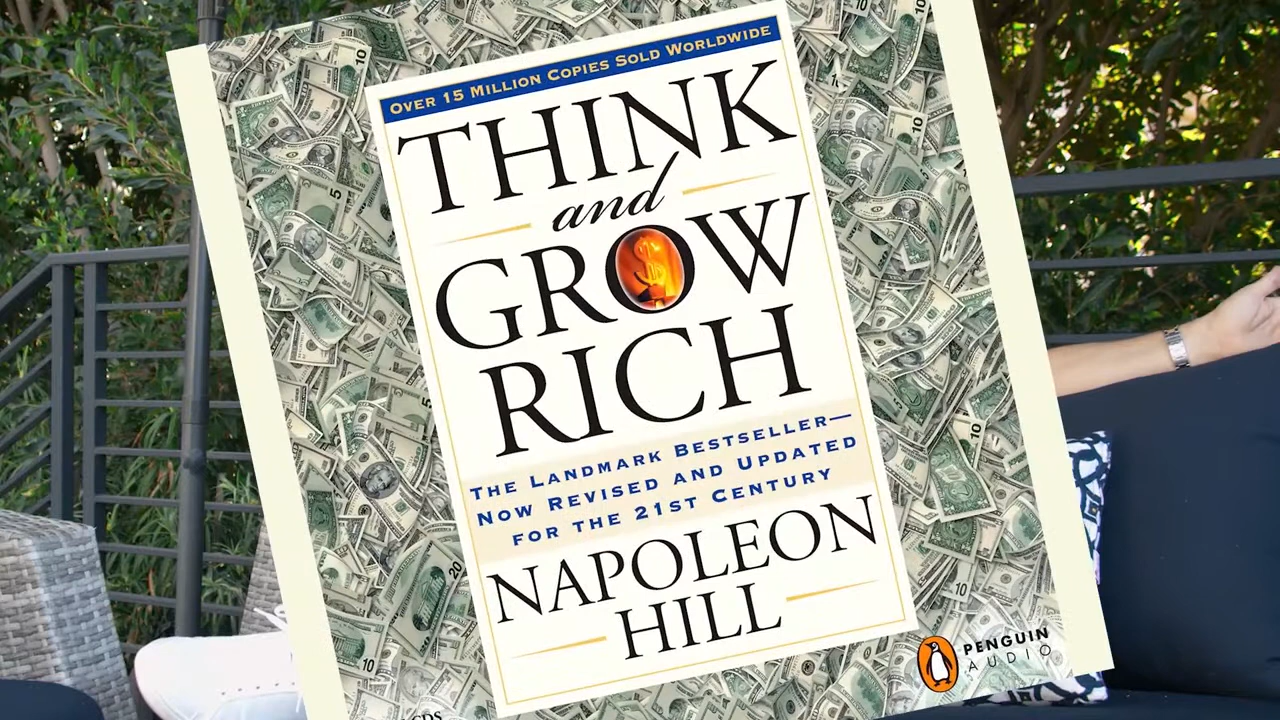 OVER 15 MILLION COPIES SOLD WORLDWIDE
THINK
and
GROW
RICH
THE LANDMARK BESTSELLER—
NOW REVISED AND UPDATED
FOR THE 21ST CENTURY
NAPOLEON
HILL
PENGUIN
AUDIO
CDS